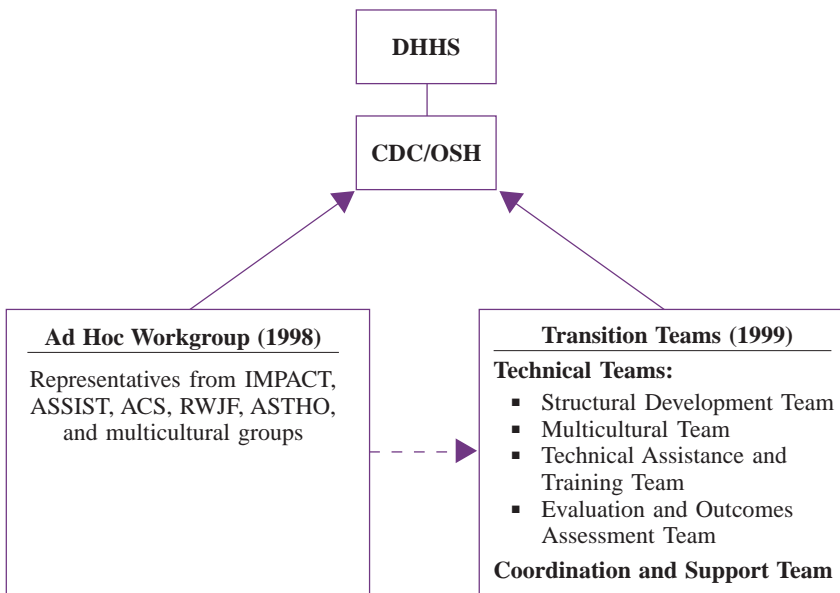 DHHS
CDC/OSH
Ad Hoc Workgroup (1998)
Representatives from IMPACT,
ASSIST, ACS, RWJF, ASTHO,
and multicultural groups
Transition Teams (1999)
Technical Teams:
▪ Structural Development Team
▪ Multicultural Team
▪ Technical Assistance and
Training Team
▪ Evaluation and Outcomes
Assessment Team
Coordination and Support Team